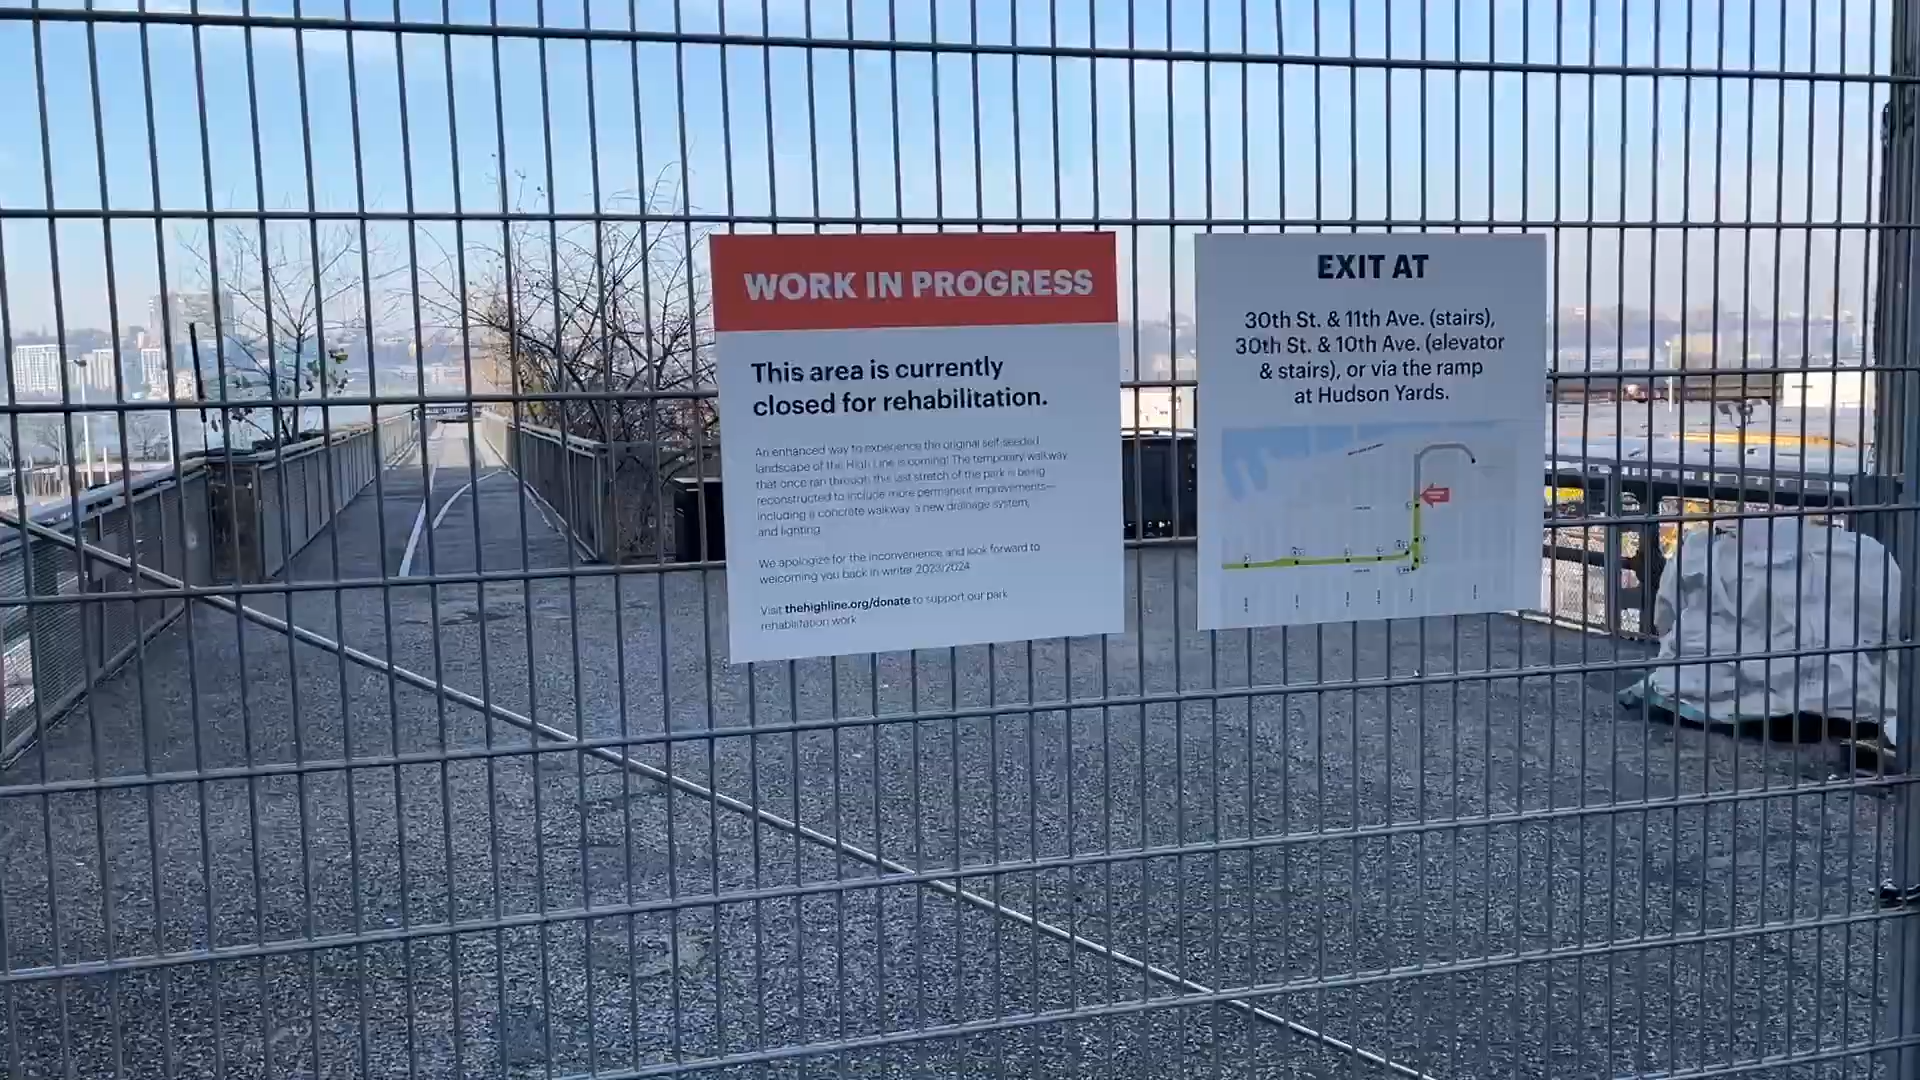 WORK IN PROGRESS
This area is currently
closed for rehabilitation.
An enhanced way to experience the original self-seeded
landscape of the High Line is coming! The temporary walkway
that once ran through this last stretch of the park is being
reconstructed to include more permanent improvements—
including a concrete walkway, a new drainage system,
and lighting.
We apologize for the inconvenience and look forward to
welcoming you back in winter 2023/2024.
Visit thehighline.org/donate to support our park
rehabilitation work
EXIT AT
30th St. & 11th Ave. (stairs),
30th St. & 10th Ave. (elevator
& stairs), or via the ramp
at Hudson Yards.